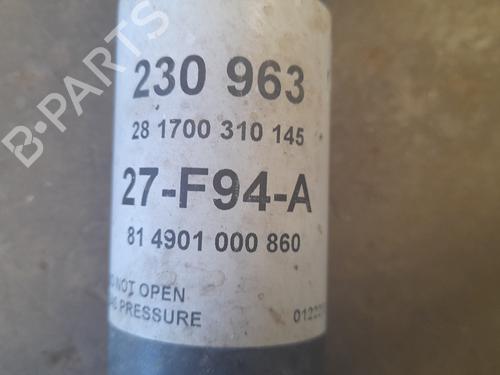 B-PARTS
230 963
28 1700 310 145
27-F94-A
81 4901 000 860
NOT OPEN
PRESSURE